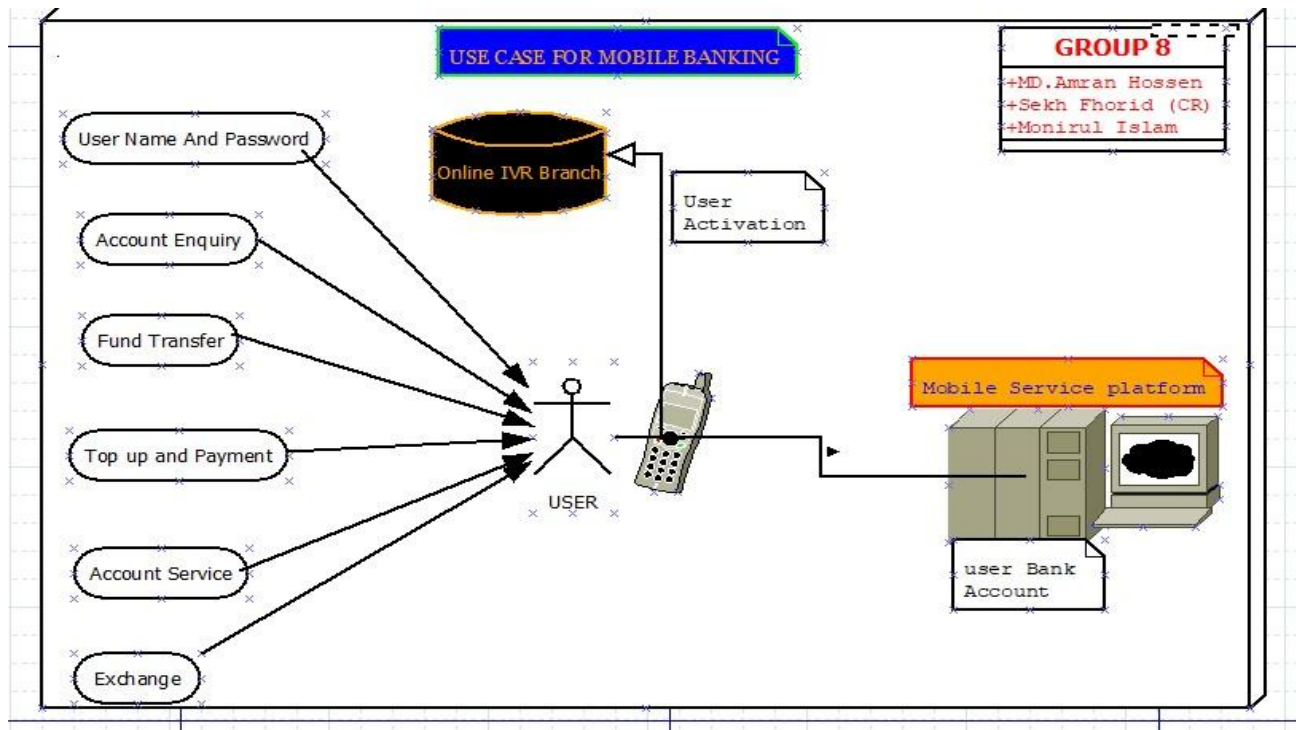 USE CASE FOR MOBILE BANKING
GROUP 8
+MD.Amran Hossen
+Sekh Fhorid (CR)
+Monirul Islam
User Name And Password
Online IVR Branch
User
Activation
Account Enquiry
Fund Transfer
Mobile Service platform
Top up and Payment
USER
Account Service
user Bank
Account
Exchange